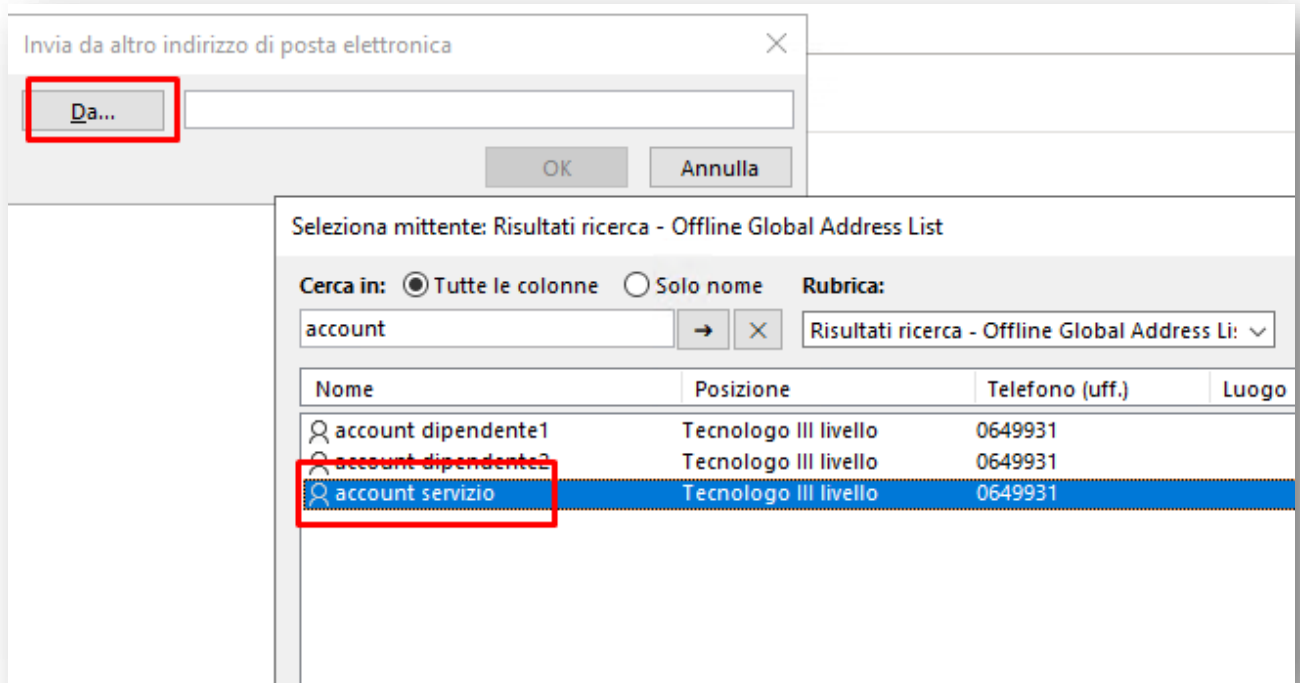 Invia da altro indirizzo di posta elettronica
Da...
OK Annulla
Seleziona mittente: Risultati ricerca - Offline Global Address List
Cerca in: Tutte le colonne Solo nome Rubrica:
account Risultati ricerca - Offline Global Address Li
Nome Posizione Telefono (uff.) Luogo
account dipendente1 Tecnologo III livello 0649931
account dipendente2 Tecnologo III livello 0649931
account servizio Tecnologo III livello 0649931